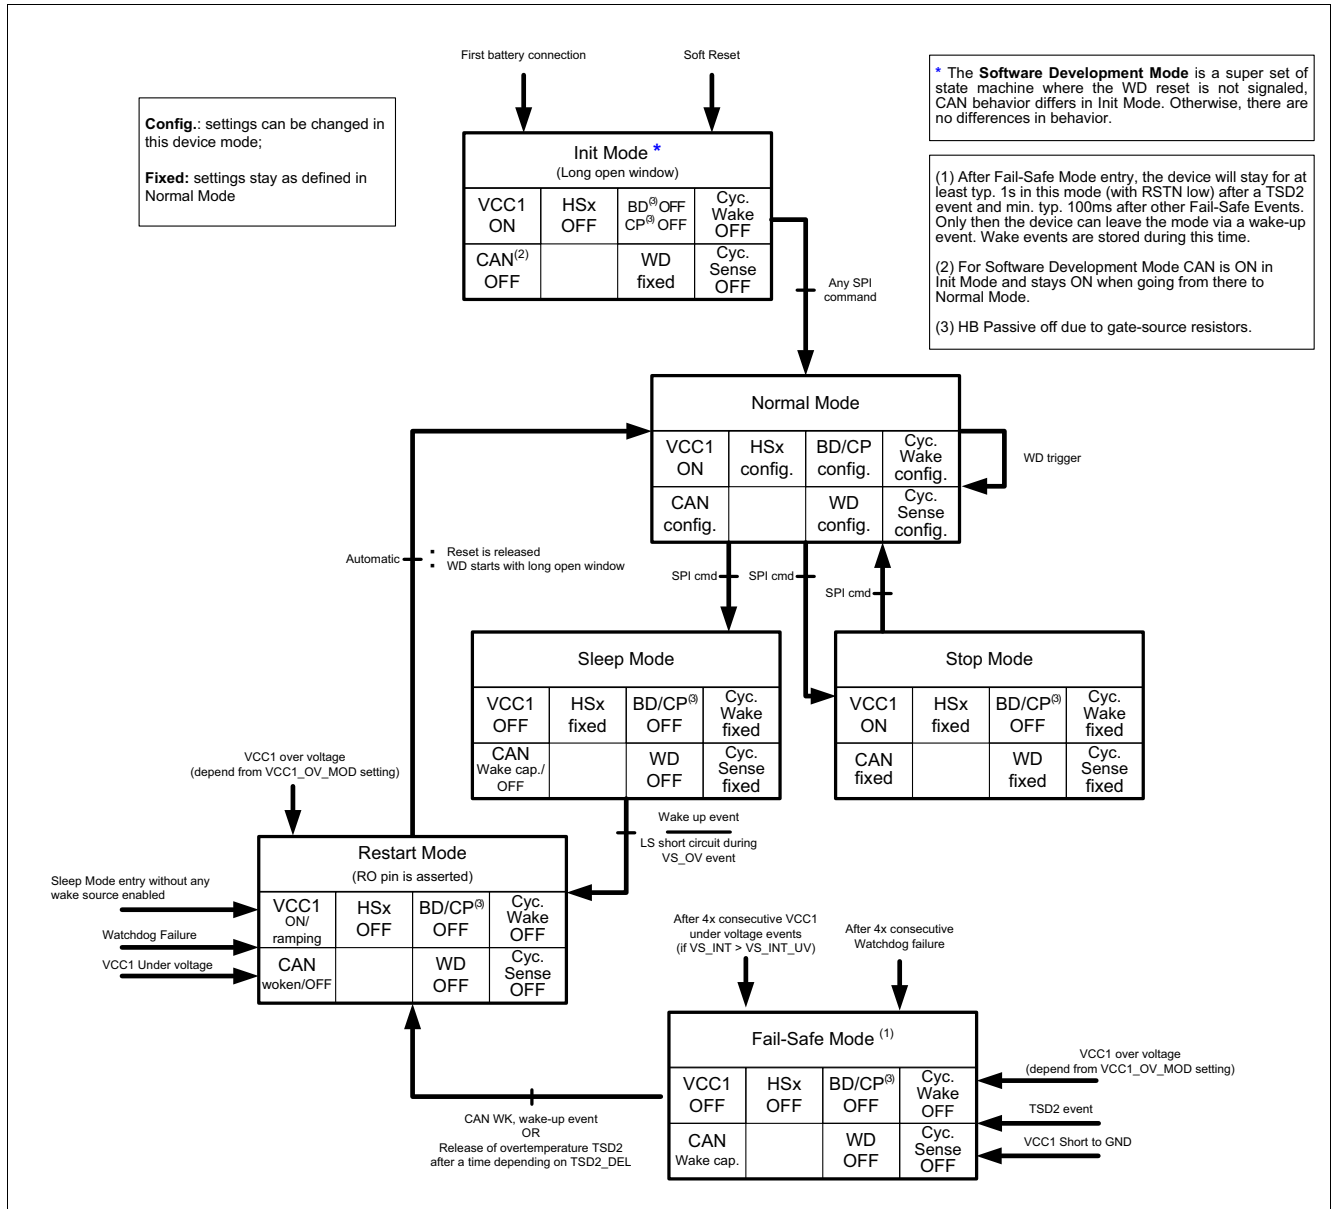 First battery connection
Soft Reset
Config.: settings can be changed in
this device mode;
Fixed: settings stay as defined in
Normal Mode
* The Software Development Mode is a super set of
state machine where the WD reset is not signaled,
CAN behavior differs in Init Mode. Otherwise, there are
no differences in behavior.
(1) After Fail-Safe Mode entry, the device will stay for at
least typ. 1s in this mode (with RSTN low) after a TSD2
event and min. typ. 100ms after other Fail-Safe Events.
Only then the device can leave the mode via a wake-up
event. Wake events are stored during this time.
(2) For Software Development Mode CAN is ON in
Init Mode and stays ON when going from there to
Normal Mode.
(3) HB Passive off due to gate-source resistors.
Init Mode *
(Long open window)
VCC1
ON
HSx
OFF
BD(3) OFF
CP(3) OFF
Cyc.
Wake
OFF
CAN(2)
OFF
WD
fixed
Cyc.
Sense
OFF
Any SPI
command
Normal Mode
VCC1
ON
HSx
config.
BD/CP
config.
Cyc.
Wake
config.
CAN
config.
WD
config.
Cyc.
Sense
config.
WD trigger
Automatic
▪ Reset is released
▪ WD starts with long open window
SPI cmd
SPI cmd
SPI cmd
Sleep Mode
VCC1
OFF
HSx
fixed
BD/CP(3)
OFF
Cyc.
Wake
fixed
CAN
Wake cap./
OFF
WD
OFF
Cyc.
Sense
fixed
Stop Mode
VCC1
ON
HSx
fixed
BD/CP(3)
OFF
Cyc.
Wake
fixed
CAN
fixed
WD
fixed
Cyc.
Sense
fixed
VCC1 over voltage
(depend from VCC1_OV_MOD setting)
Wake up event
LS short circuit during
VS_OV event
Sleep Mode entry without any
wake source enabled
Watchdog Failure
VCC1 Under voltage
Restart Mode
(RO pin is asserted)
VCC1
ON/
ramping
HSx
OFF
BD/CP(3)
OFF
Cyc.
Wake
OFF
CAN
woken/OFF
WD
OFF
Cyc.
Sense
OFF
After 4x consecutive VCC1
under voltage events
(if VS_INT > VS_INT_UV)
After 4x consecutive
Watchdog failure
Fail-Safe Mode (1)
VCC1
OFF
HSx
OFF
BD/CP(3)
OFF
Cyc.
Wake
OFF
CAN
Wake cap.
WD
OFF
Cyc.
Sense
OFF
VCC1 over voltage
(depend from VCC1_OV_MOD setting)
TSD2 event
VCC1 Short to GND
CAN WK, wake-up event
OR
Release of overtemperature TSD2
after a time depending on TSD2_DEL